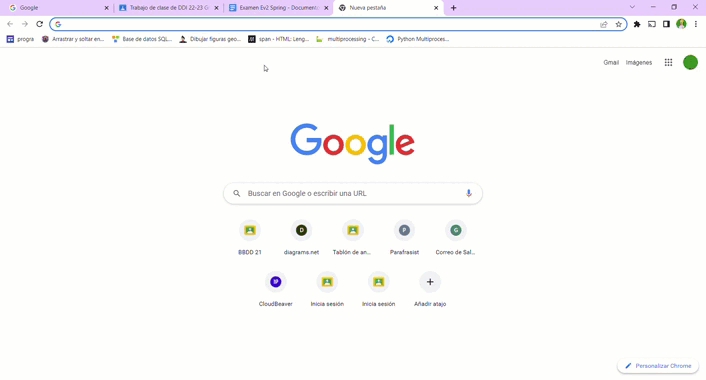 Google
Trabajo de clase de DDI 22-23 G
Examen Ev2 Spring - Documento
Nueva pestaña
progra
Arrastrar y soltar en...
Base de datos SQL...
Dibujar figuras geo...
span - HTML: Leng...
multiprocessing - C...
Python Multiproces...
Gmail
Imágenes
Google
Buscar en Google o escribir una URL
BBDD 21
diagrams.net
Tablón de an...
Parafrasist
Correo de Sal...
CloudBeaver
Inicia sesión
Inicia sesión
Añadir atajo
Personalizar Chrome